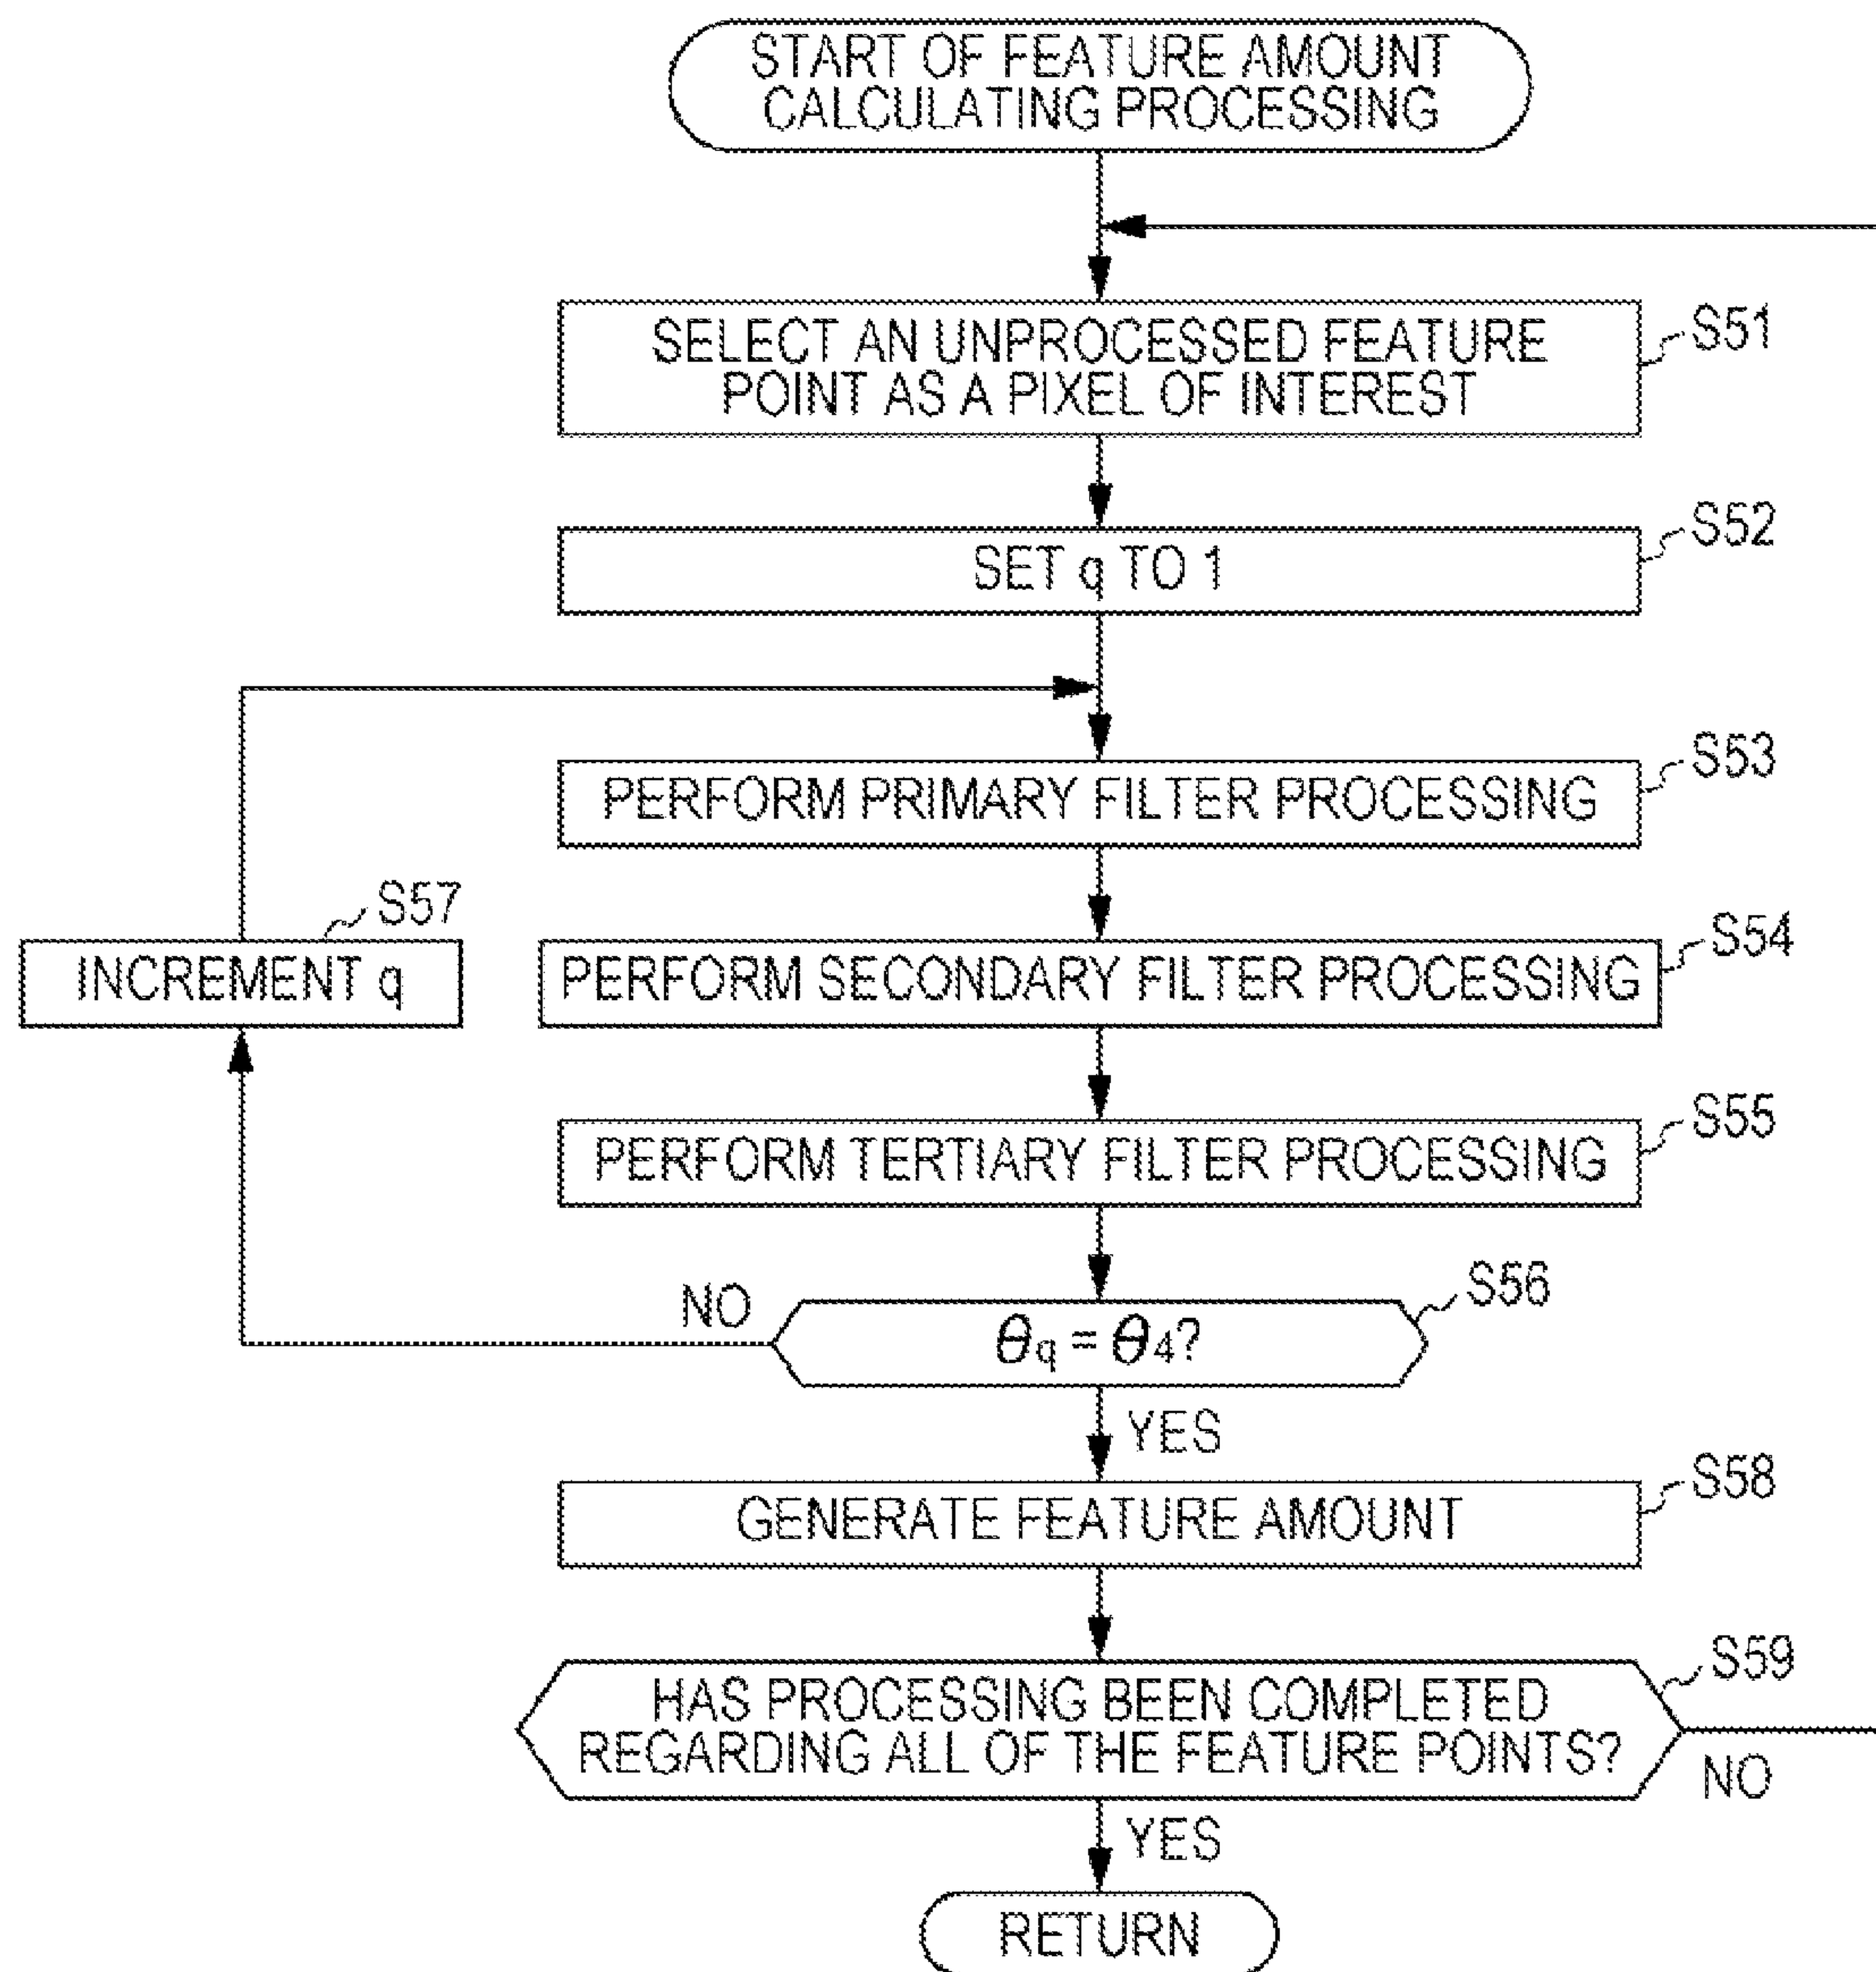 START OF FEATURE AMOUNT
CALCULATING PROCESSING
SELECT AN UNPROCESSED FEATURE
POINT AS A PIXEL OF INTEREST
S51
SET q TO 1
S52
PERFORM PRIMARY FILTER PROCESSING
S53
INCREMENT q
S57
PERFORM SECONDARY FILTER PROCESSING
S54
PERFORM TERTIARY FILTER PROCESSING
S55
θq = θ4?
S56
NO
YES
GENERATE FEATURE AMOUNT
S58
HAS PROCESSING BEEN COMPLETED
REGARDING ALL OF THE FEATURE POINTS?
S59
NO
YES
RETURN